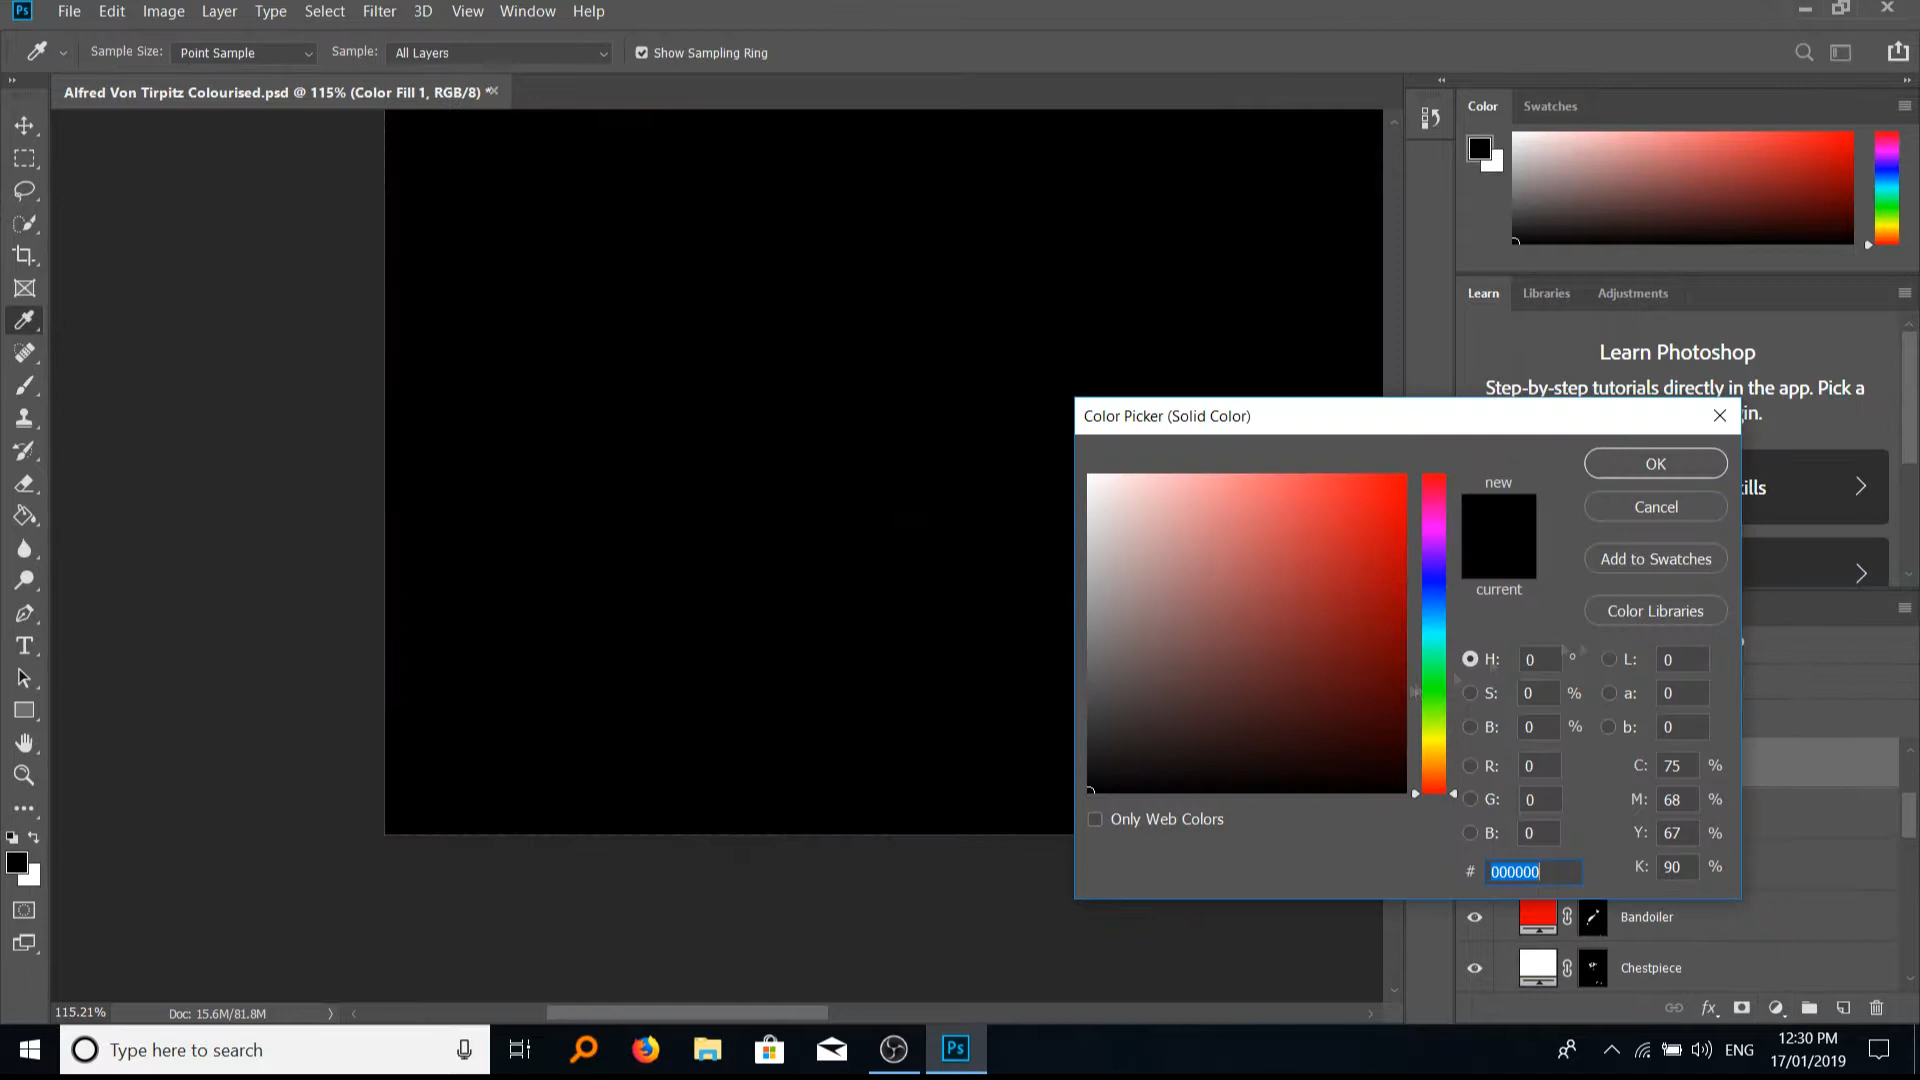 Ps File Edit Image Layer Type Select Filter 3D View Window Help
Sample Size: Point Sample Sample: All Layers Show Sampling Ring
Alfred Von Tirpitz Colourised.psd @ 115% (Color Fill 1, RGB/8) *
Color Swatches
Learn Libraries Adjustments
Learn Photoshop
Step-by-step tutorials directly in the app. Pick a
in.
ills
Color Picker (Solid Color)
OK
new
Cancel
Add to Swatches
current
Color Libraries
H: 0 ° L: 0
S: 0 % a: 0
B: 0 % b: 0
R: 0 C: 75 %
G: 0 M: 68 %
B: 0 Y: 67 %
# 000000 K: 90 %
Only Web Colors
Bandoiler
Chestpiece
fx
T
115.21% Doc: 15.6M/81.8M
Type here to search
Ps
ENG
12:30 PM
17/01/2019